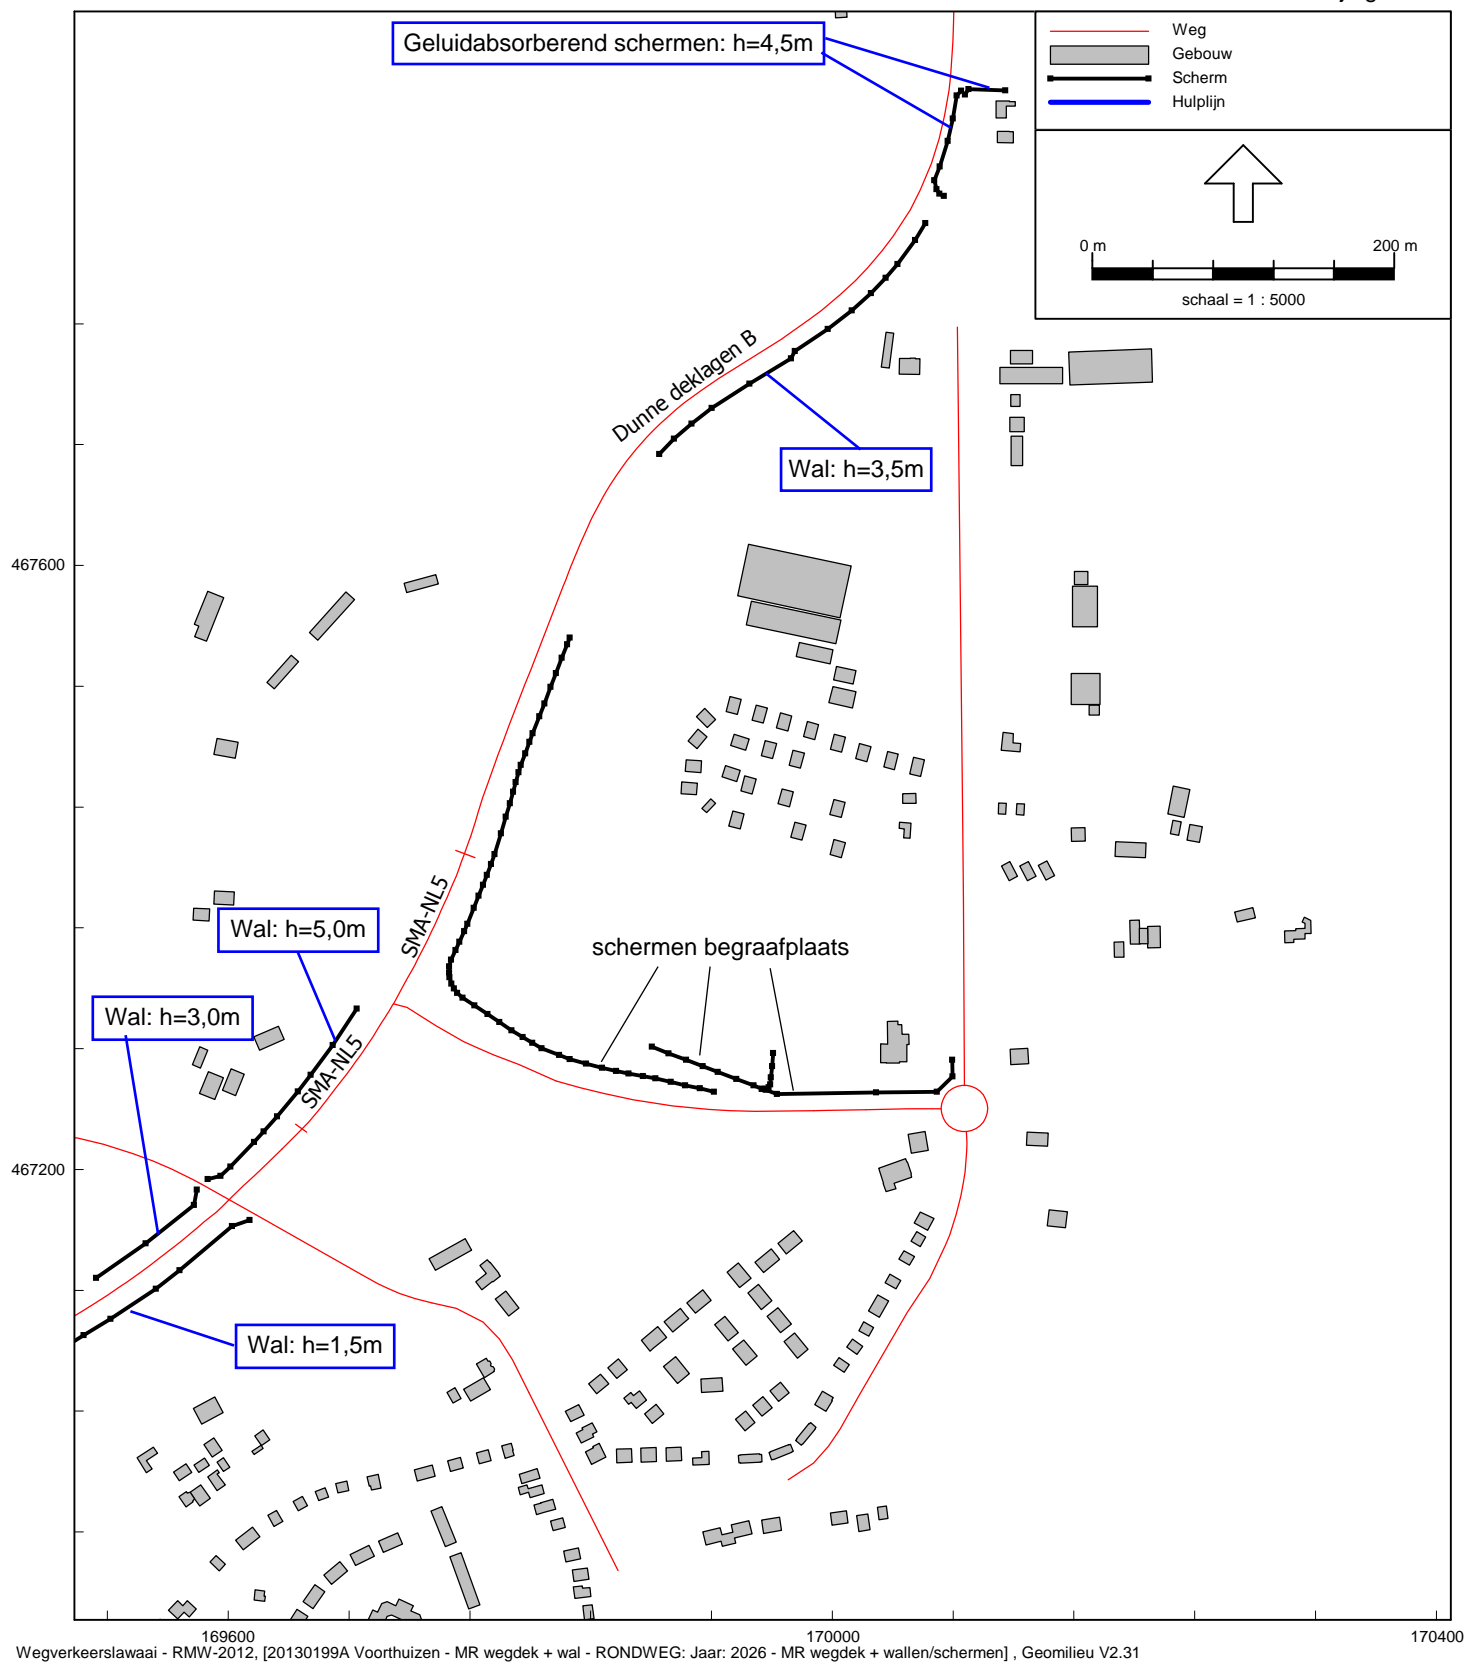 Geluidabsorberend schermen: h=4,5m
Weg
Gebouw
Scherm
Hulplijn
0 m
200 m
schaal = 1 : 5000
Dunne deklagen B
Wal: h=3,5m
467600
SMA-NL5
Wal: h=5,0m
schermen begraafplaats
Wal: h=3,0m
SMA-NL5
467200
Wal: h=1,5m
169600
170000
170400
Wegverkeerslawaai - RMW-2012, [20130199A Voorthuizen - MR wegdek + wal - RONDWEG: Jaar: 2026 - MR wegdek + wallen/schermen] , Geomilieu V2.31